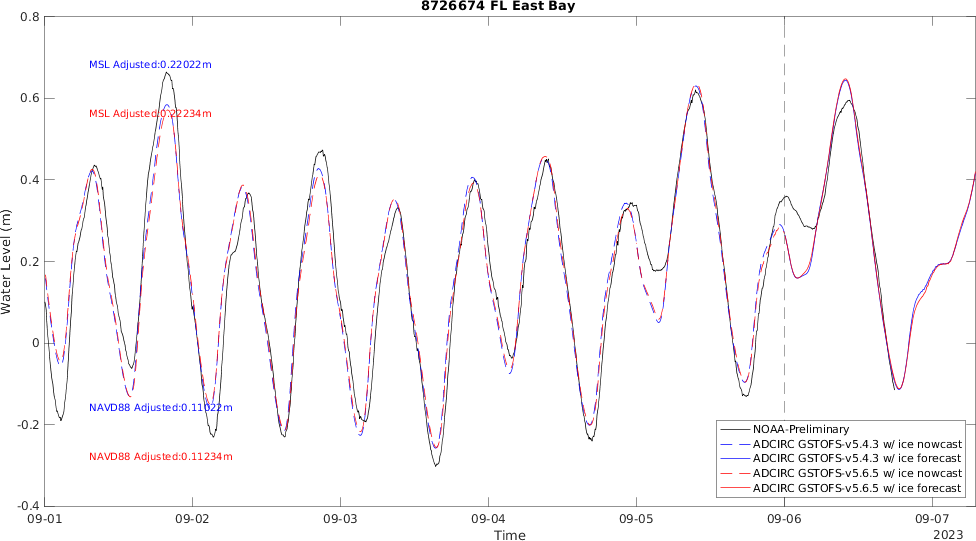 8726674 FL East Bay
0.8
0.6
0.4
0.2
0
-0.2
-0.4
Water Level (m)
MSL Adjusted:0.22022m
MSL Adjusted:0.22234m
NAVD88 Adjusted:0.11022m
NAVD88 Adjusted:0.11234m
NOAA-Preliminary
ADCIRC GSTOFS-v5.4.3 w/ ice nowcast
ADCIRC GSTOFS-v5.4.3 w/ ice forecast
ADCIRC GSTOFS-v5.6.5 w/ ice nowcast
ADCIRC GSTOFS-v5.6.5 w/ ice forecast
09-01 09-02 09-03 09-04 09-05 09-06 09-07
Time
2023